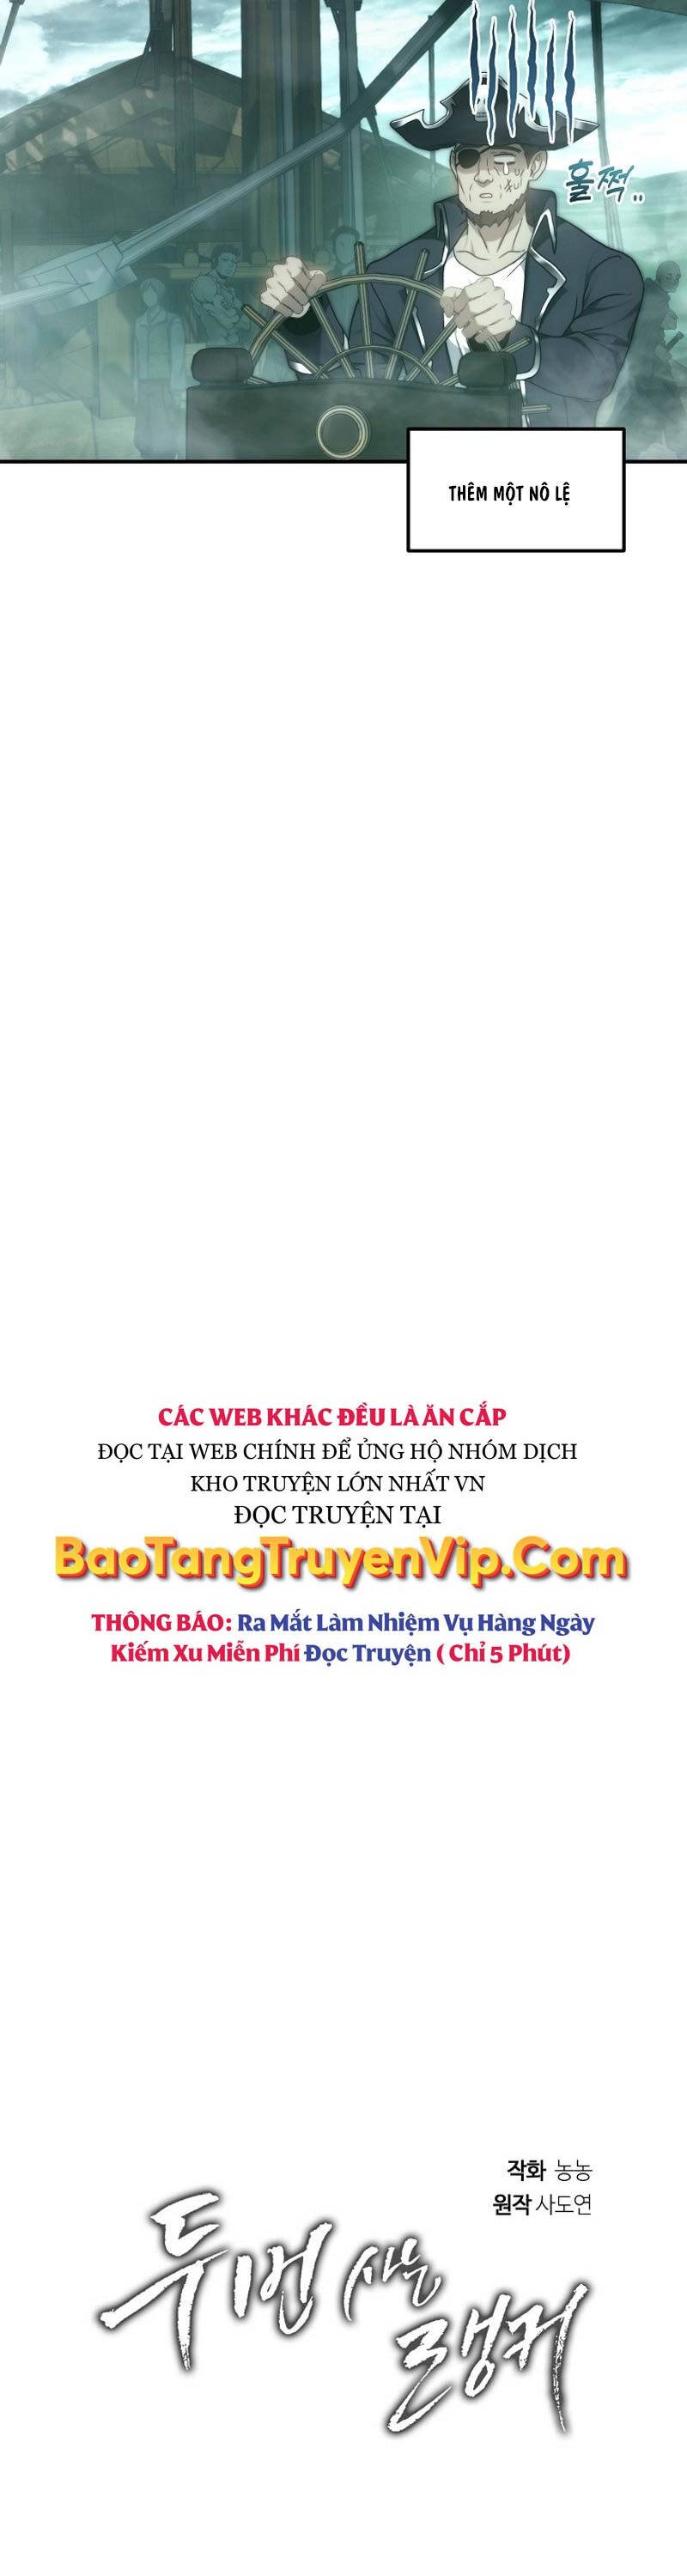 훌쩍..
THÊM MỘT NÔ LỆ
CÁC WEB KHÁC ĐỀU LÀ ĂN CẮP
ĐỌC TẠI WEB CHÍNH ĐỂ ỦNG HỘ NHÓM DỊCH
KHO TRUYỆN LỚN NHẤT VN
ĐỌC TRUYỆN TẠI
BaoTangTruyenVip.Com
THÔNG BÁO: Ra Mắt Làm Nhiệm Vụ Hàng Ngày
Kiếm Xu Miễn Phí Đọc Truyện ( Chỉ 5 Phút)
작화 농농
원작 사도연
두 번 사는
랭커